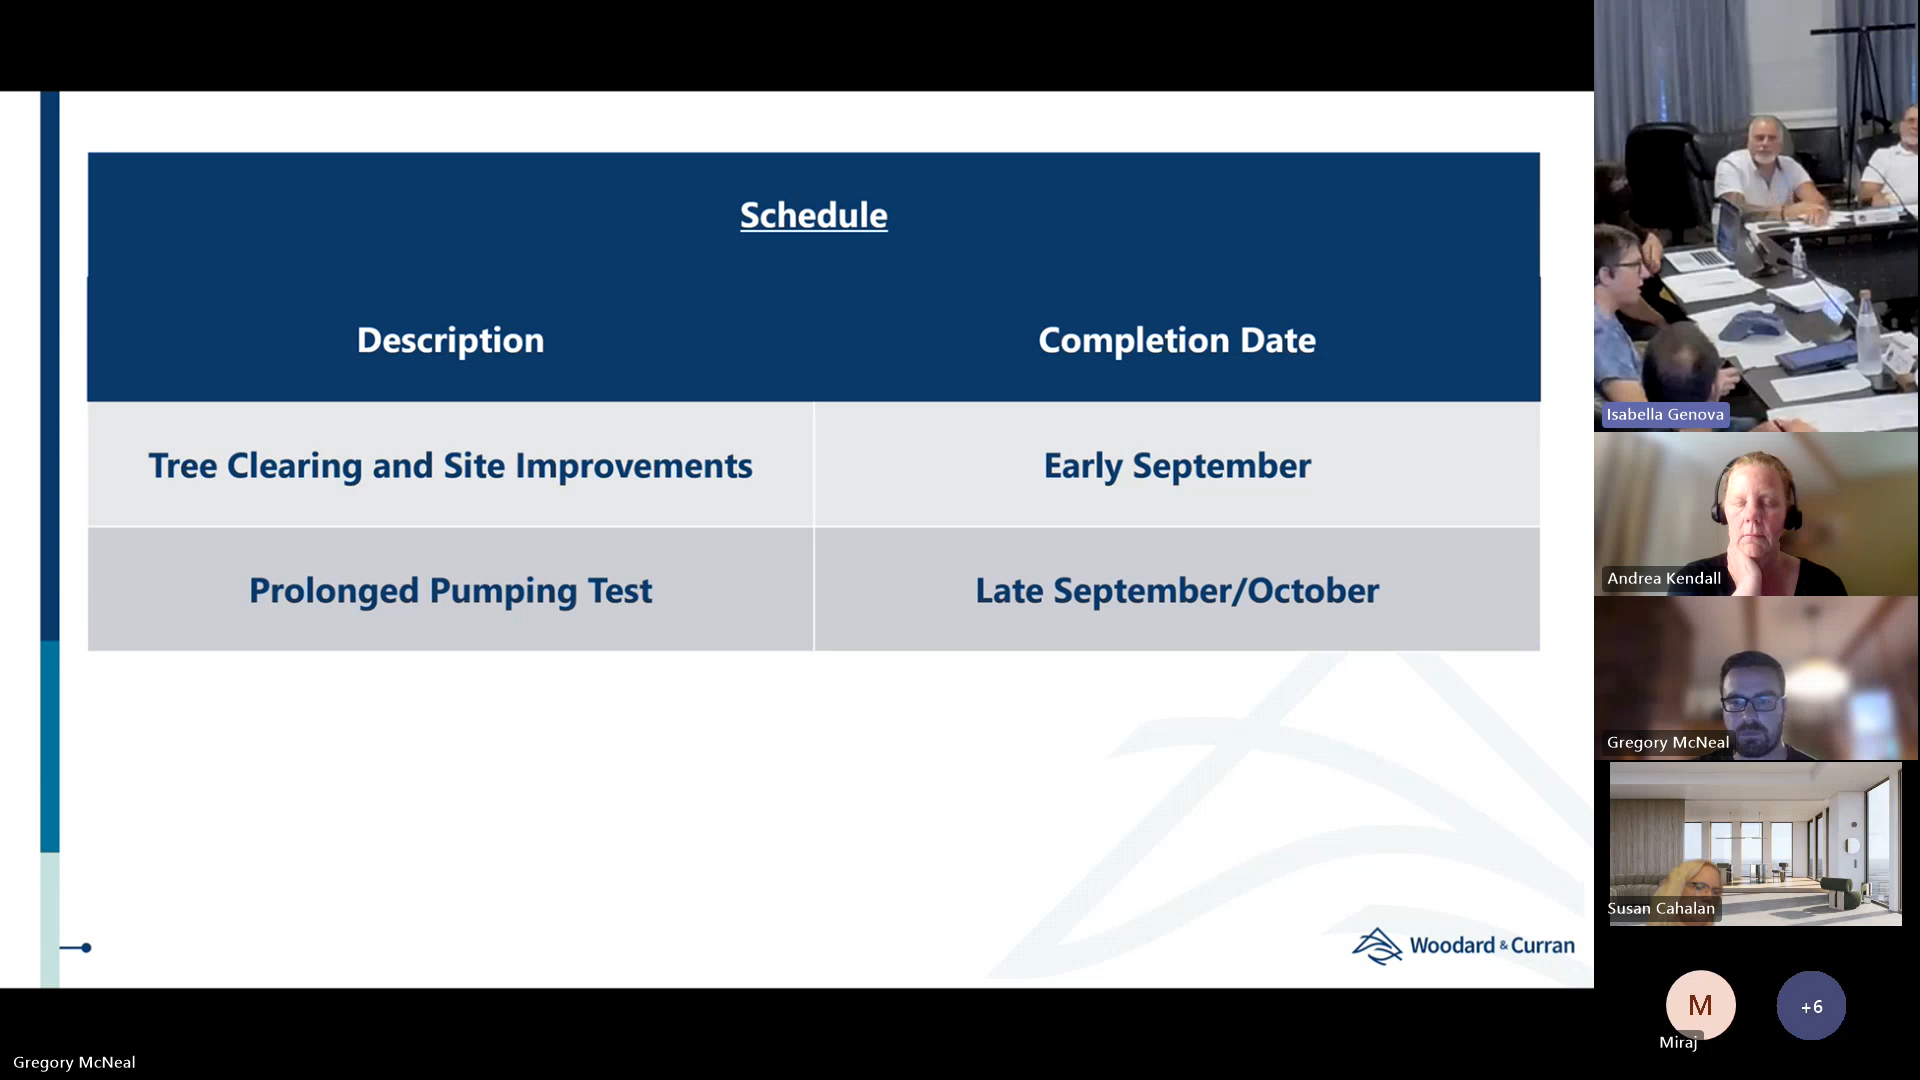 Schedule
Description
Completion Date
Tree Clearing and Site Improvements
Early September
Prolonged Pumping Test
Late September/October
Woodard & Curran
Isabella Genova
Andrea Kendall
Gregory McNeal
Susan Cahalan
M
+6
Miraj
Gregory McNeal